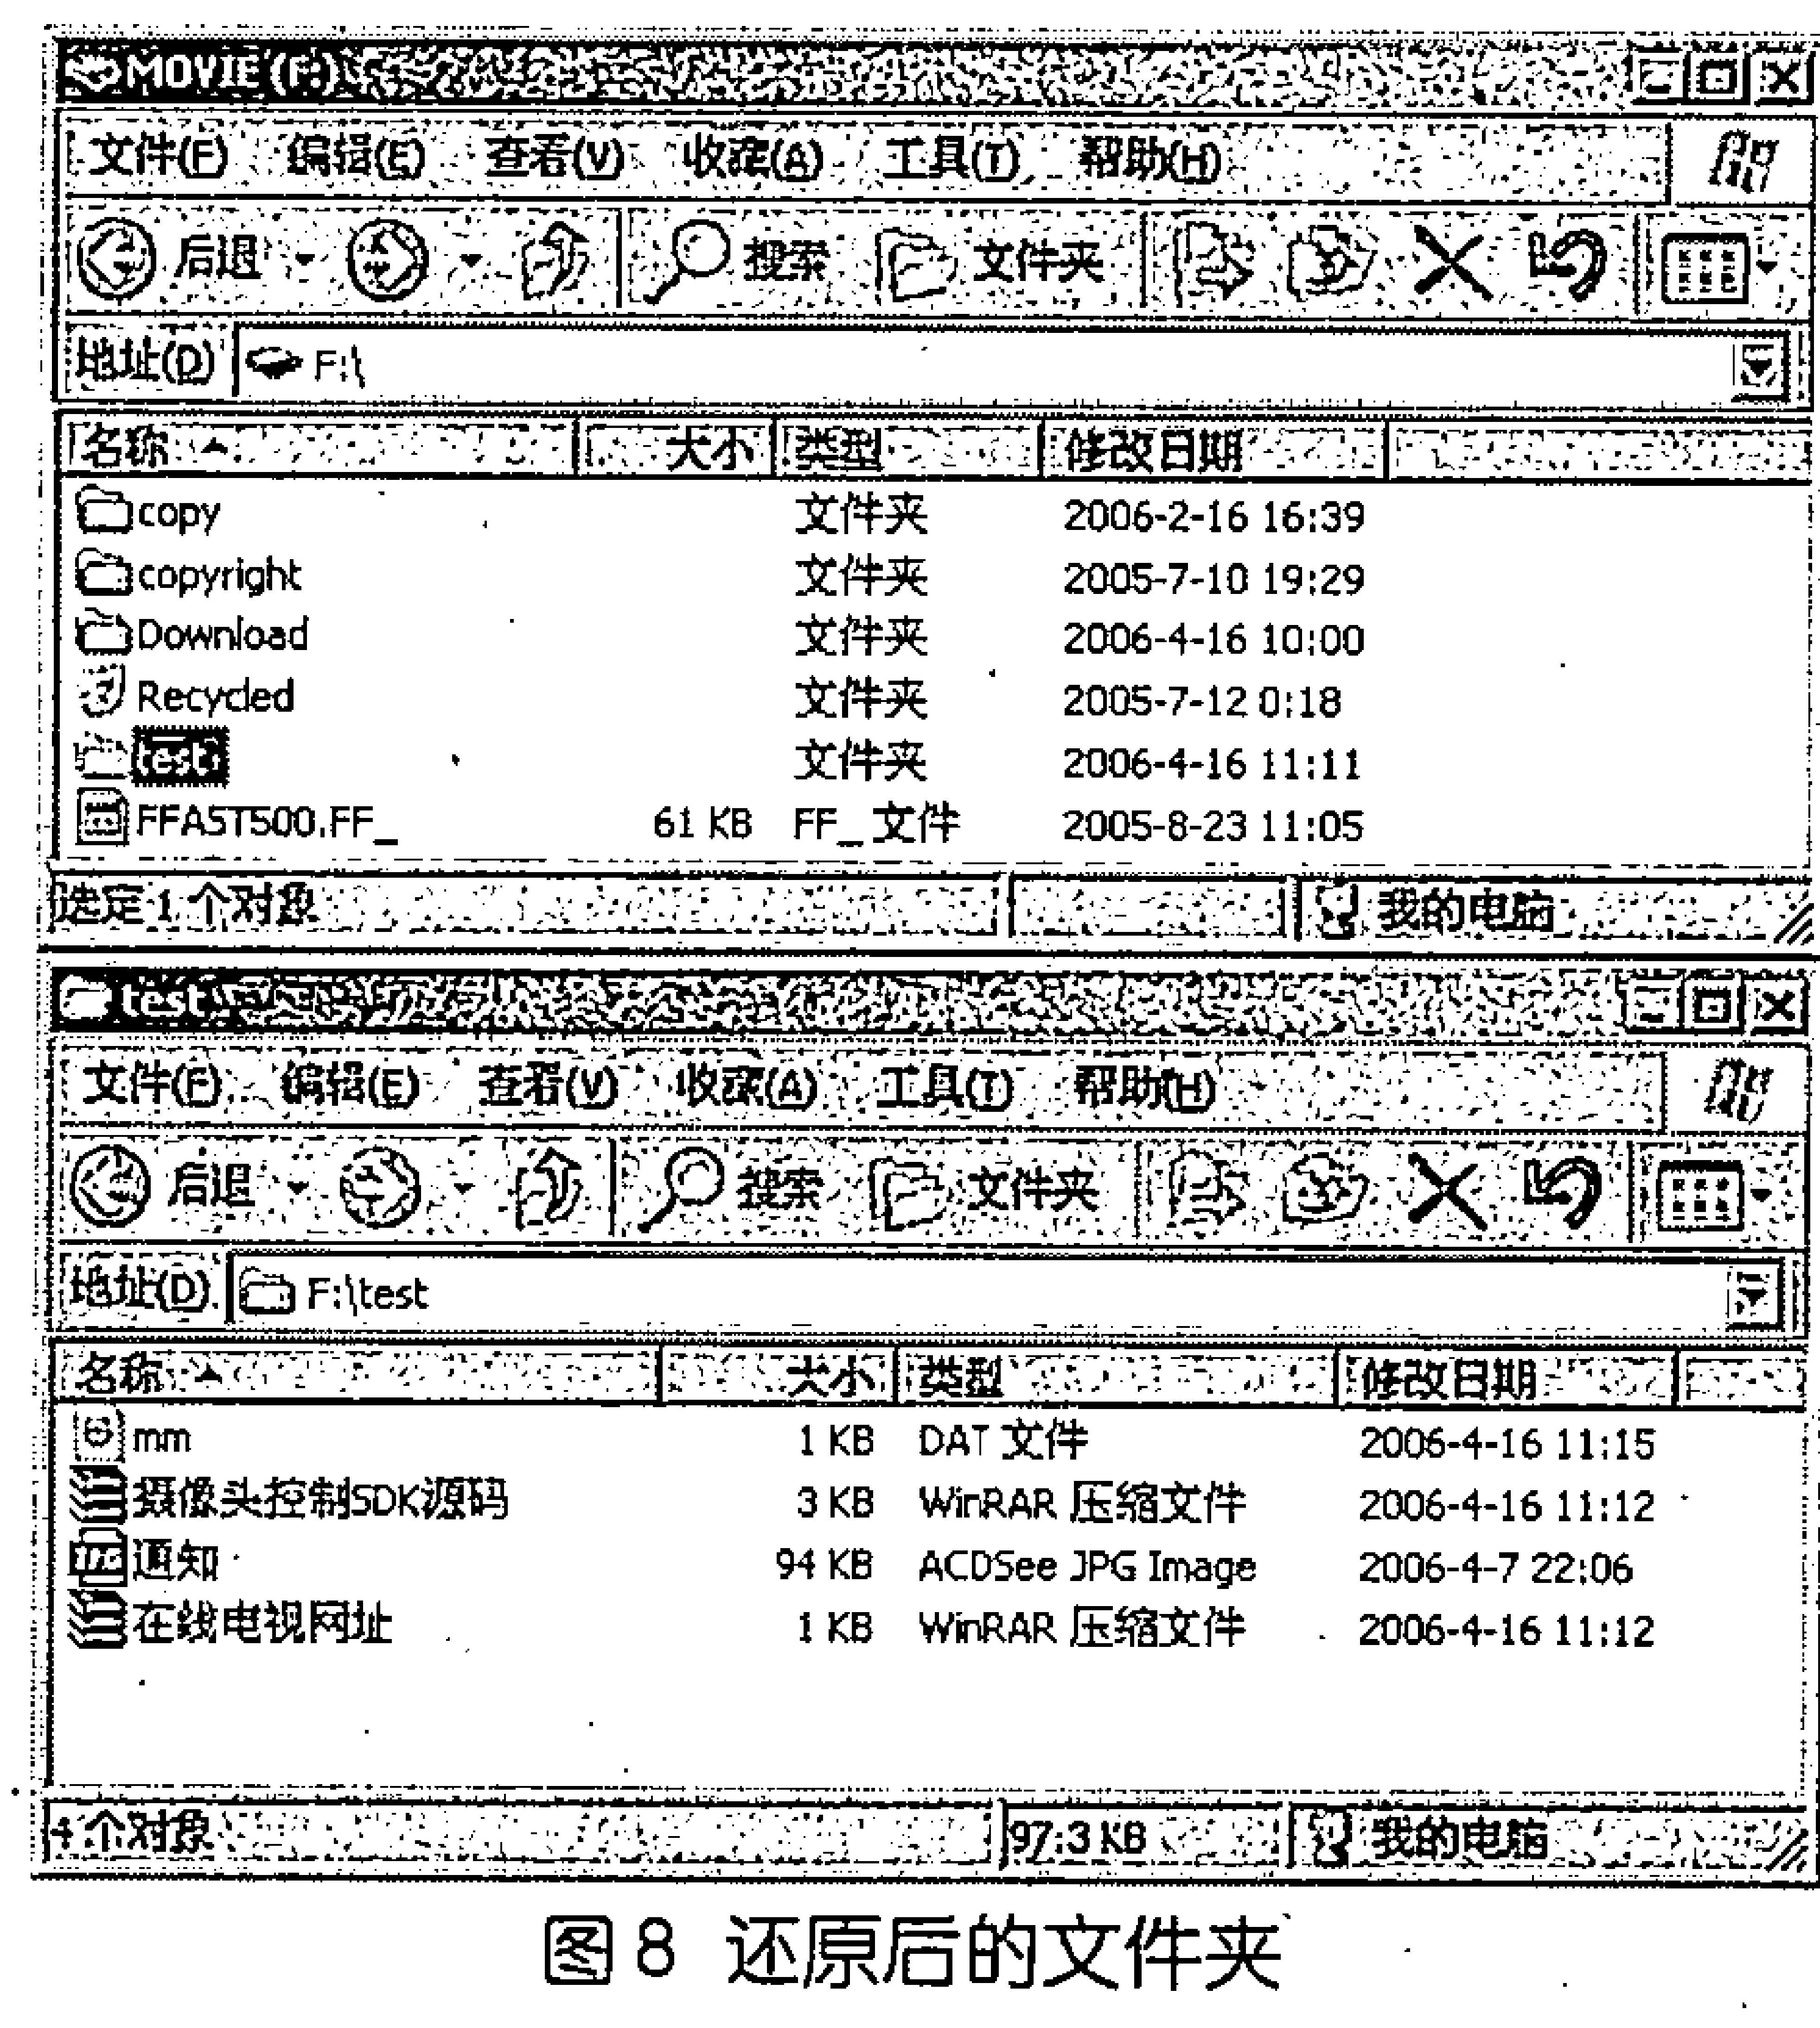 MOVIE (F:)
文件(F) 编辑(E) 查看(V) 收藏(A) 工具(T) 帮助(H)
后退 搜索 文件夹
地址(D) F:\
名称 大小 类型 修改日期
copy 文件夹 2006-2-16 16:39
copyright 文件夹 2005-7-10 19:29
Download 文件夹 2006-4-16 10:00
Recycled 文件夹 2005-7-12 0:18
test 文件夹 2006-4-16 11:11
FFAST500.FF_ 61 KB FF_ 文件 2005-8-23 11:05
选定 1 个对象 我的电脑
test
文件(F) 编辑(E) 查看(V) 收藏(A) 工具(T) 帮助(H)
后退 搜索 文件夹
地址(D) F:\test
名称 大小 类型 修改日期
mm 1 KB DAT 文件 2006-4-16 11:15
摄像头控制SDK源码 3 KB WinRAR 压缩文件 2006-4-16 11:12
通知 94 KB ACDSee JPG Image 2006-4-7 22:06
在线电视网址 1 KB WinRAR 压缩文件 2006-4-16 11:12
4 个对象 97.3 KB 我的电脑
图 8 还原后的文件夹